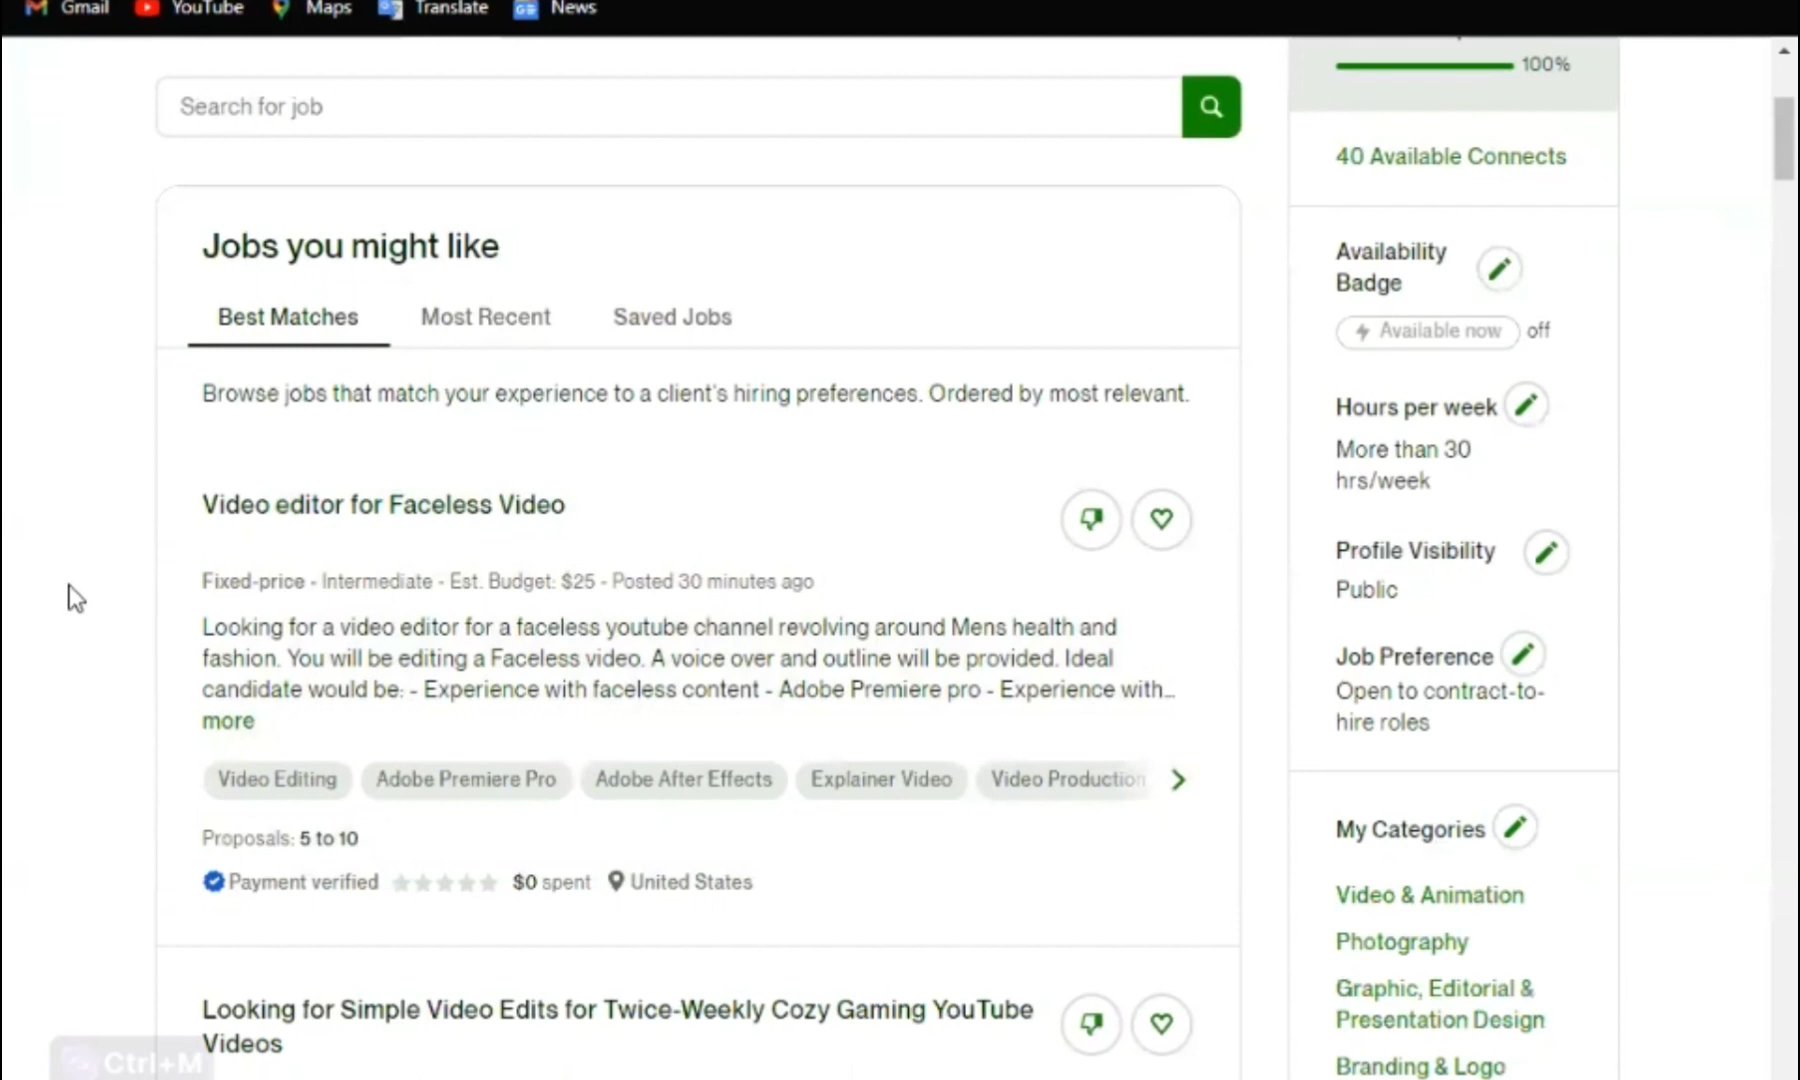 Gmail
YouTube
Maps
Translate
News
Search for job
100%
40 Available Connects
Jobs you might like
Best Matches
Most Recent
Saved Jobs
Browse jobs that match your experience to a client's hiring preferences. Ordered by most relevant.
Video editor for Faceless Video
Fixed-price - Intermediate - Est. Budget: $25 - Posted 30 minutes ago
Looking for a video editor for a faceless youtube channel revolving around Mens health and
fashion. You will be editing a Faceless video. A voice over and outline will be provided. Ideal
candidate would be: - Experience with faceless content - Adobe Premiere pro - Experience with...
more
Video Editing
Adobe Premiere Pro
Adobe After Effects
Explainer Video
Video Production
Proposals: 5 to 10
Payment verified
$0 spent
United States
Looking for Simple Video Edits for Twice-Weekly Cozy Gaming YouTube
Videos
Ctrl+M
Availability
Badge
Available now
off
Hours per week
More than 30
hrs/week
Profile Visibility
Public
Job Preference
Open to contract-to-
hire roles
My Categories
Video & Animation
Photography
Graphic, Editorial &
Presentation Design
Branding & Logo